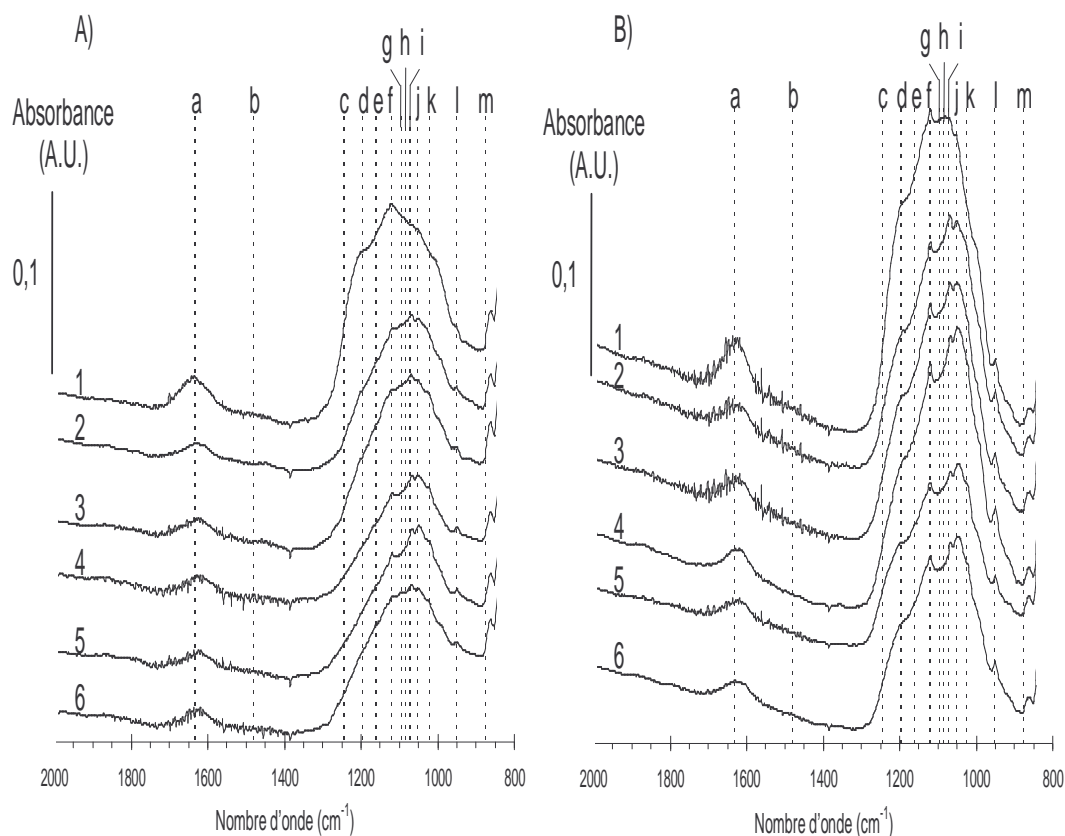 A)
g h i
a b c d e f j k l m
Absorbance
(A.U.)
0,1
1
2
3
4
5
6
2000 1600 1400 1200 1000 800
Nombre d'onde (cm-1)
B)
g h i
a b c d e f j k l m
Absorbance
(A.U.)
0,1
1
2
3
4
5
6
2000 1600 1400 1200 1000 800
Nombre d'onde (cm-1)